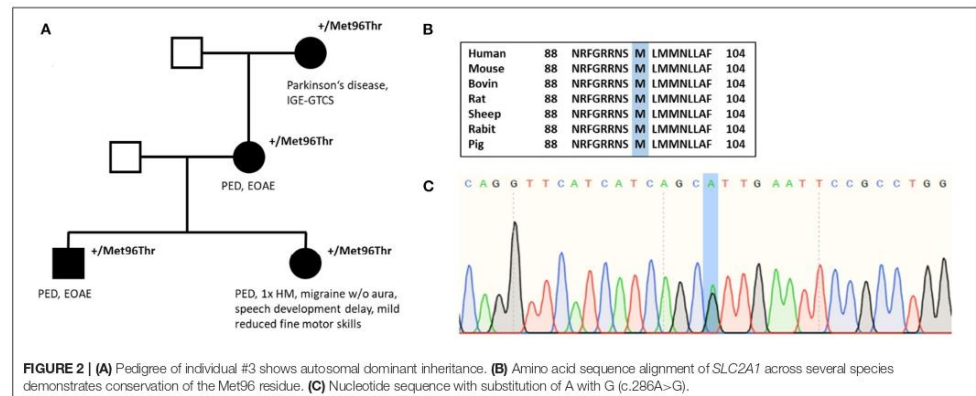 (A)
+/Met96Thr
Parkinson's disease,
IGE-GTCS
+/Met96Thr
PED, EOAE
+/Met96Thr
PED, EOAE
+/Met96Thr
PED, 1x HM, migraine w/o aura,
speech development delay, mild
reduced fine motor skills
(B)
Human 88 NRFGRRNS M LMMNLLAF 104
Mouse 88 NRFGRRNS M LMMNLLAF 104
Bovin 88 NRFGRRNS M LMMNLLAF 104
Rat 88 NRFGRRNS M LMMNLLAF 104
Sheep 88 NRFGRRNS M LMMNLLAF 104
Rabit 88 NRFGRRNS M LMMNLLAF 104
Pig 88 NRFGRRNS M LMMNLLAF 104
(C)
C A G G T T C A T C A T C A G C A T T G A A T T C C G C C T G G
FIGURE 2 | (A) Pedigree of individual #3 shows autosomal dominant inheritance. (B) Amino acid sequence alignment of SLC2A1 across several species
demonstrates conservation of the Met96 residue. (C) Nucleotide sequence with substitution of A with G (c.286A>G).